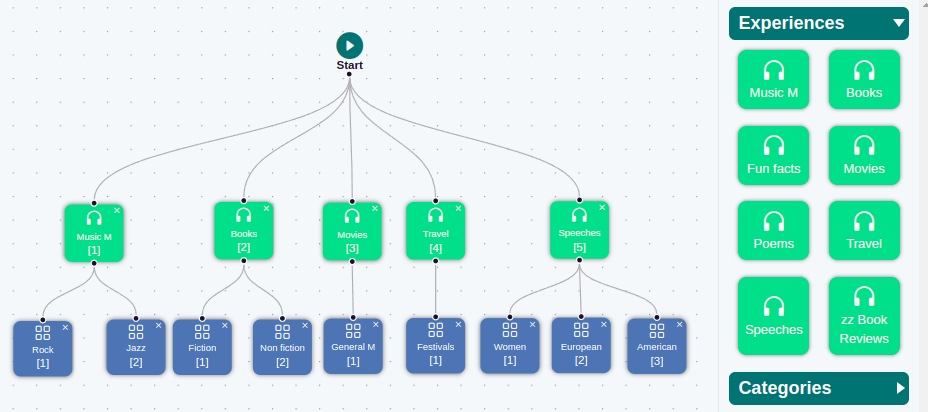 Start
Music M
[1]
Books
[2]
Movies
[3]
Travel
[4]
Speeches
[5]
Rock
[1]
Jazz
[2]
Fiction
[1]
Non fiction
[2]
General M
[1]
Festivals
[1]
Women
[1]
European
[2]
American
[3]
Experiences
Music M
Books
Fun facts
Movies
Poems
Travel
Speeches
zz Book
Reviews
Categories